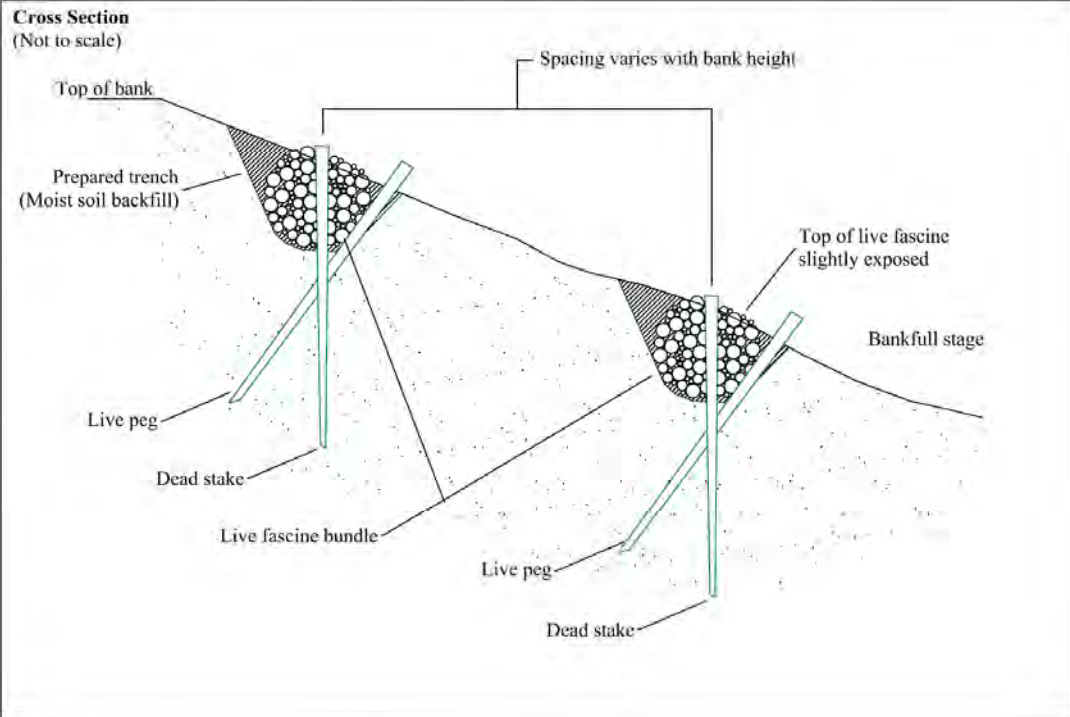 Cross Section
(Not to scale)
Spacing varies with bank height
Top of bank
Prepared trench
(Moist soil backfill)
Top of live fascine
slightly exposed
Bankfull stage
Live peg
Dead stake
Live fascine bundle
Live peg
Dead stake